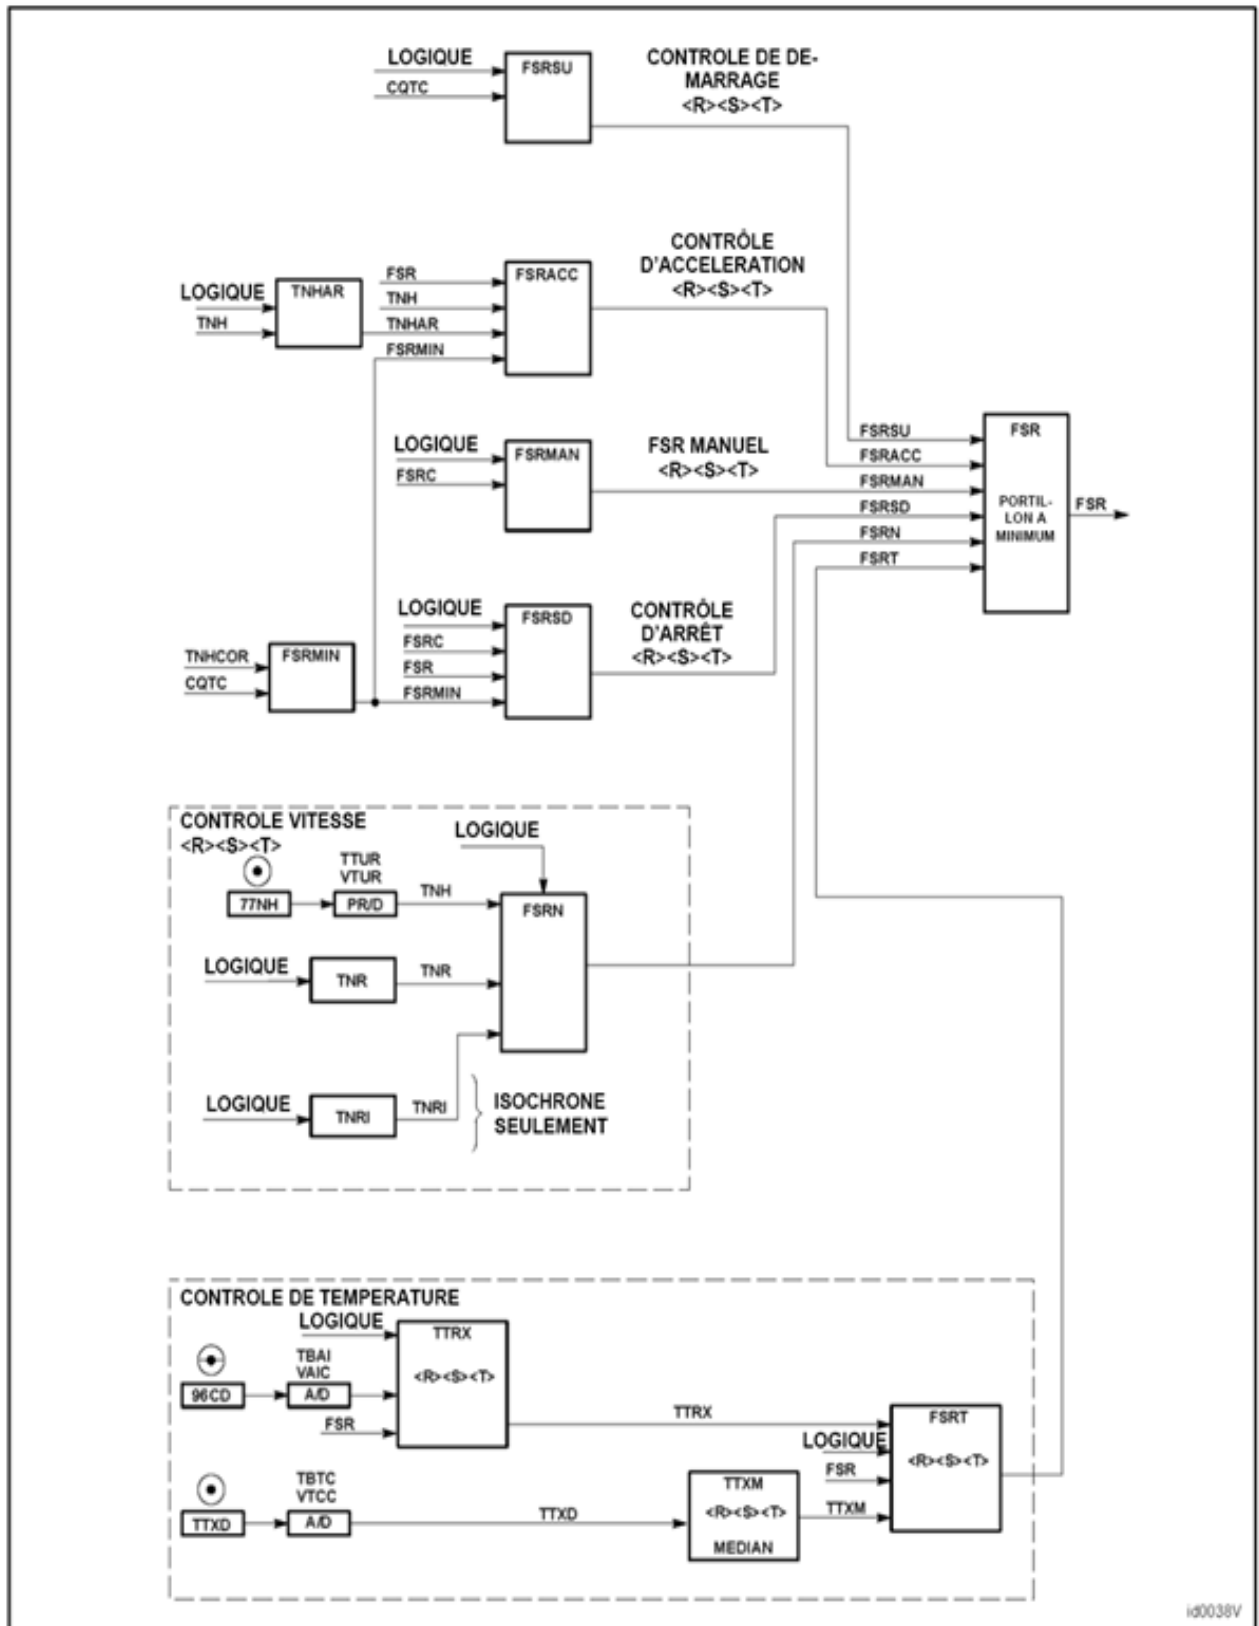 LOGIQUE
CQTC
FSRSU
CONTROLE DE DE-
MARRAGE
<R><S><T>
LOGIQUE
TNH
TNHAR
FSR
TNH
TNHAR
FSRMIN
FSRACC
CONTRÔLE
D'ACCELERATION
<R><S><T>
LOGIQUE
FSRC
FSRMAN
FSR MANUEL
<R><S><T>
FSRSU
FSRACC
FSRMAN
FSRSD
FSRN
FSRT
FSR
PORTIL-
LON A
MINIMUM
FSR
TNHCOR
CQTC
FSRMIN
LOGIQUE
FSRC
FSR
FSRMIN
FSRSD
CONTRÔLE
D'ARRÊT
<R><S><T>
CONTROLE VITESSE
<R><S><T>
LOGIQUE
77NH
TTUR
VTUR
PR/D
TNH
FSRN
LOGIQUE
TNR
TNR
LOGIQUE
TNRI
TNRI
ISOCHRONE
SEULEMENT
CONTROLE DE TEMPERATURE
LOGIQUE
96CD
TBAI
VAIC
A/D
FSR
TTRX
<R><S><T>
TTRX
LOGIQUE
FSR
TTXM
FSRT
<R><S><T>
TTXD
TBTC
VTCC
A/D
TTXD
TTXM
<R><S><T>
MEDIAN
id0038V